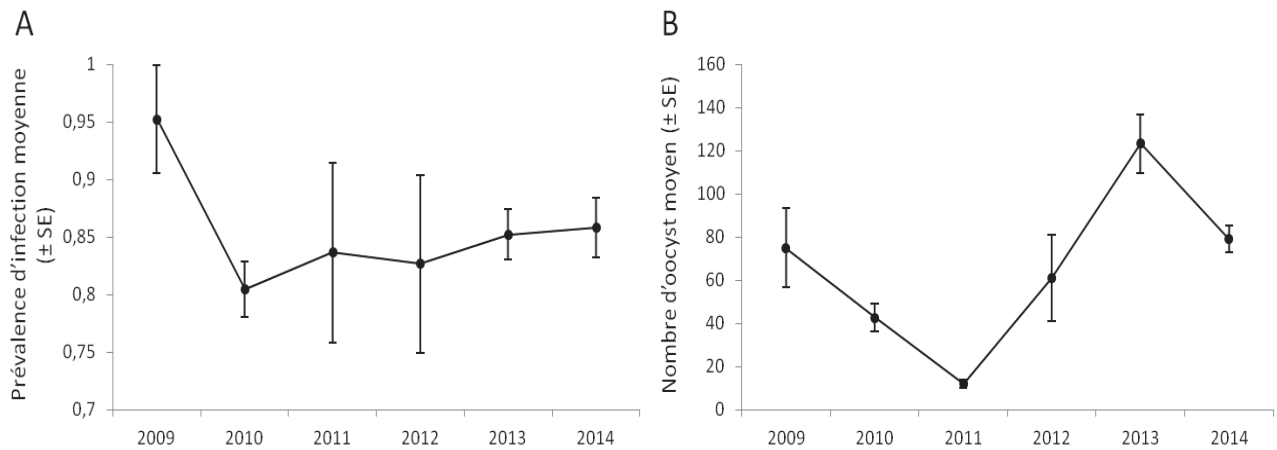 A
Prévalence d'infection moyenne
(± SE)
1
0,95
0,9
0,85
0,8
0,75
0,7
2009 2010 2011 2012 2013 2014
B
Nombre d'oocyst moyen (± SE)
160
140
120
100
80
60
40
20
0
2009 2010 2011 2012 2013 2014